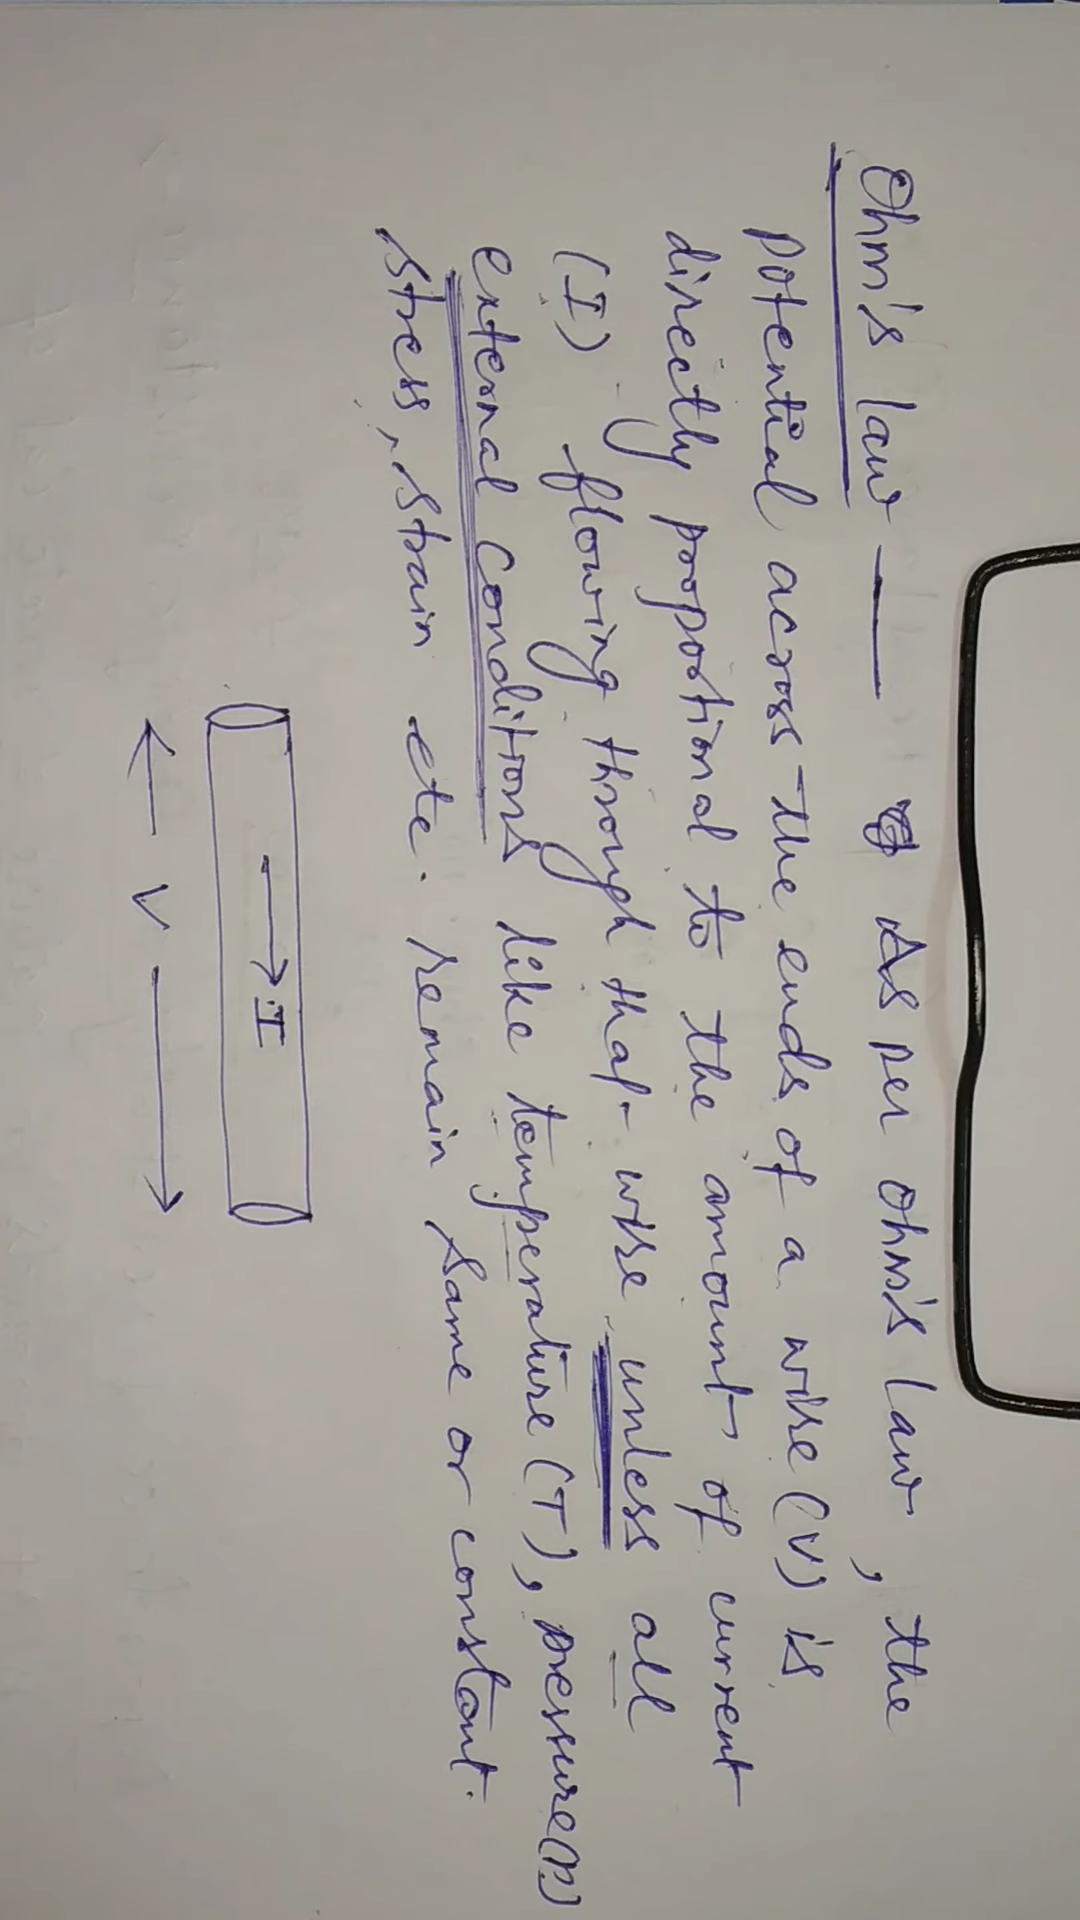 Ohm's law — As per ohm's law, the
potential across the ends of a wire (V) is
directly proportional to the amount of current
(I) flowing through that wire unless all
external conditions like temperature (T), pressure (P)
stress, strain etc. remain same or constant.
→ I
← V →